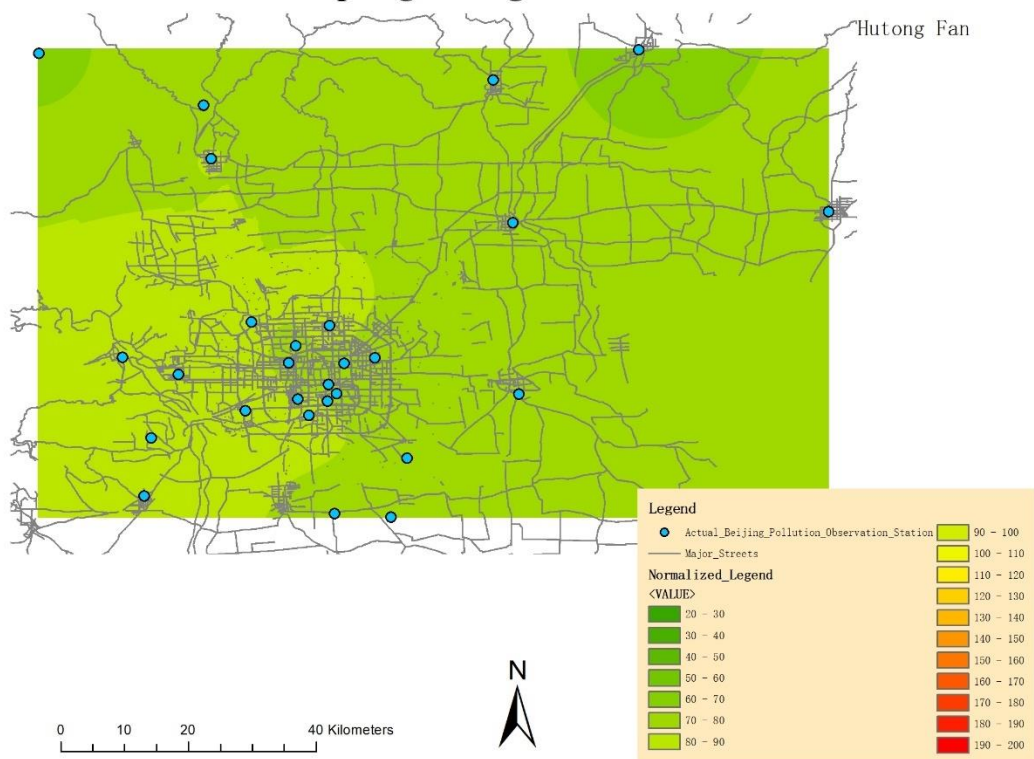 Hutong Fan
Legend
Actual_Beijing_Pollution_Observation_Station
Major_Streets
Normalized_Legend
<VALUE>
20 - 30
30 - 40
40 - 50
50 - 60
60 - 70
70 - 80
80 - 90
90 - 100
100 - 110
110 - 120
120 - 130
130 - 140
140 - 150
150 - 160
160 - 170
170 - 180
180 - 190
190 - 200
N
0 10 20 40 Kilometers